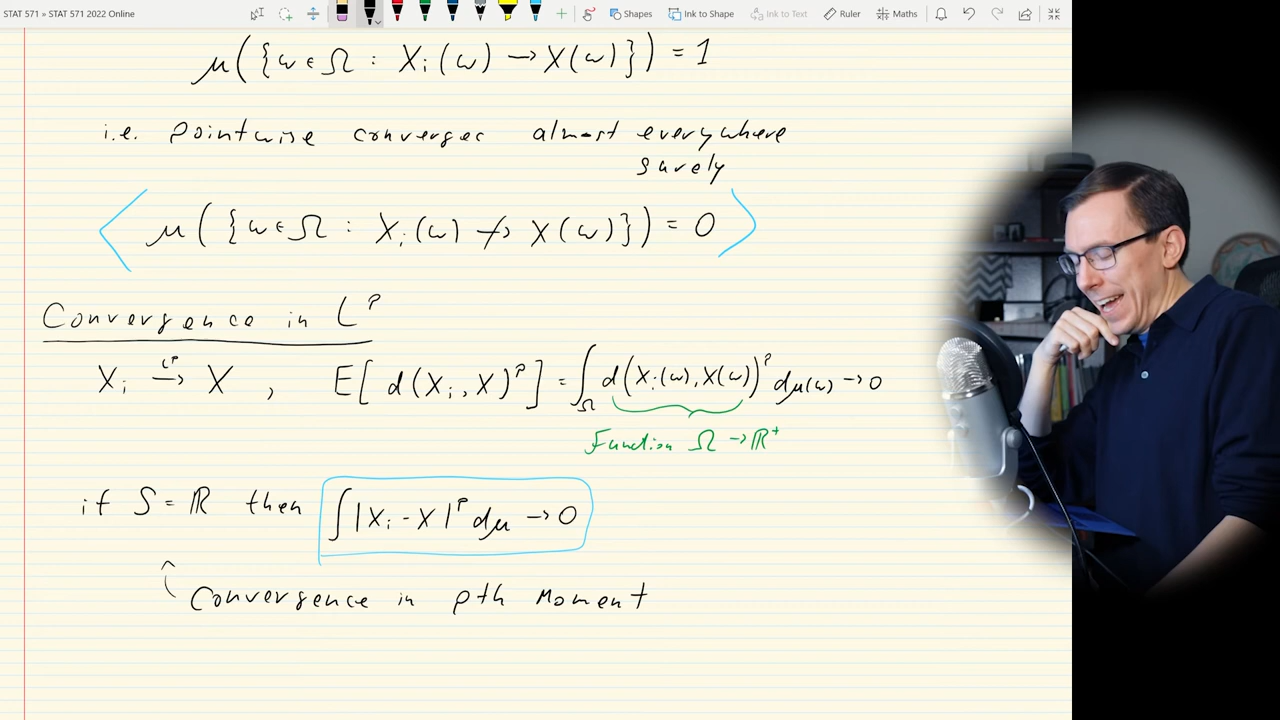 STAT 571 » STAT 571 2022 Online
Shapes Ink to Shape Ink to Text Ruler Maths
μ({ω ∈ Ω : Xᵢ(ω) → X(ω)}) = 1
i.e. pointwise converges almost everywhere
surely
⟨ μ({ω ∈ Ω : Xᵢ(ω) ↛ X(ω)}) = 0 ⟩
Convergence in Lᴾ
Xᵢ →ᴸᵖ X , E[d(Xᵢ, X)ᴾ] = ∫_Ω d(Xᵢ(ω), X(ω))ᴾ dμ(ω) → 0
Function Ω → ℝ⁺
if S = ℝ then ∫|Xᵢ - X|ᴾ dμ → 0
Convergence in pth Moment